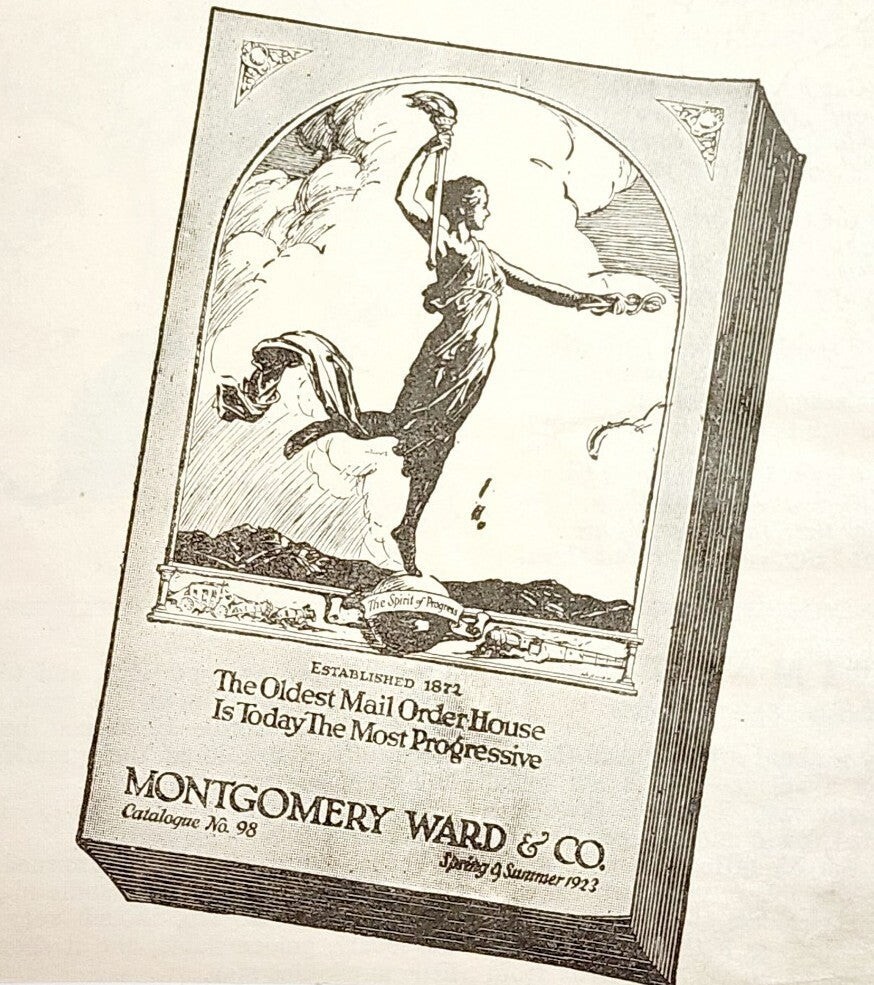 The Spirit of Progress
ESTABLISHED 1872
The Oldest Mail Order House
Is Today The Most Progressive
MONTGOMERY WARD & CO.
Catalogue No. 98
Spring & Summer 1923